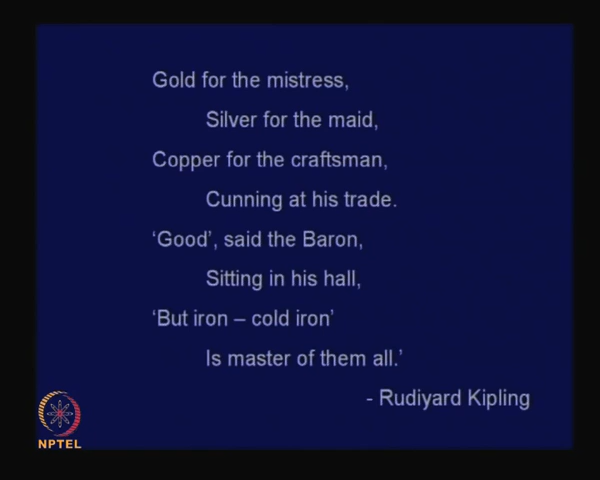 Gold for the mistress,
Silver for the maid,
Copper for the craftsman,
Cunning at his trade.
‘Good’, said the Baron,
Sitting in his hall,
‘But iron – cold iron’
Is master of them all.’
- Rudiyard Kipling
NPTEL